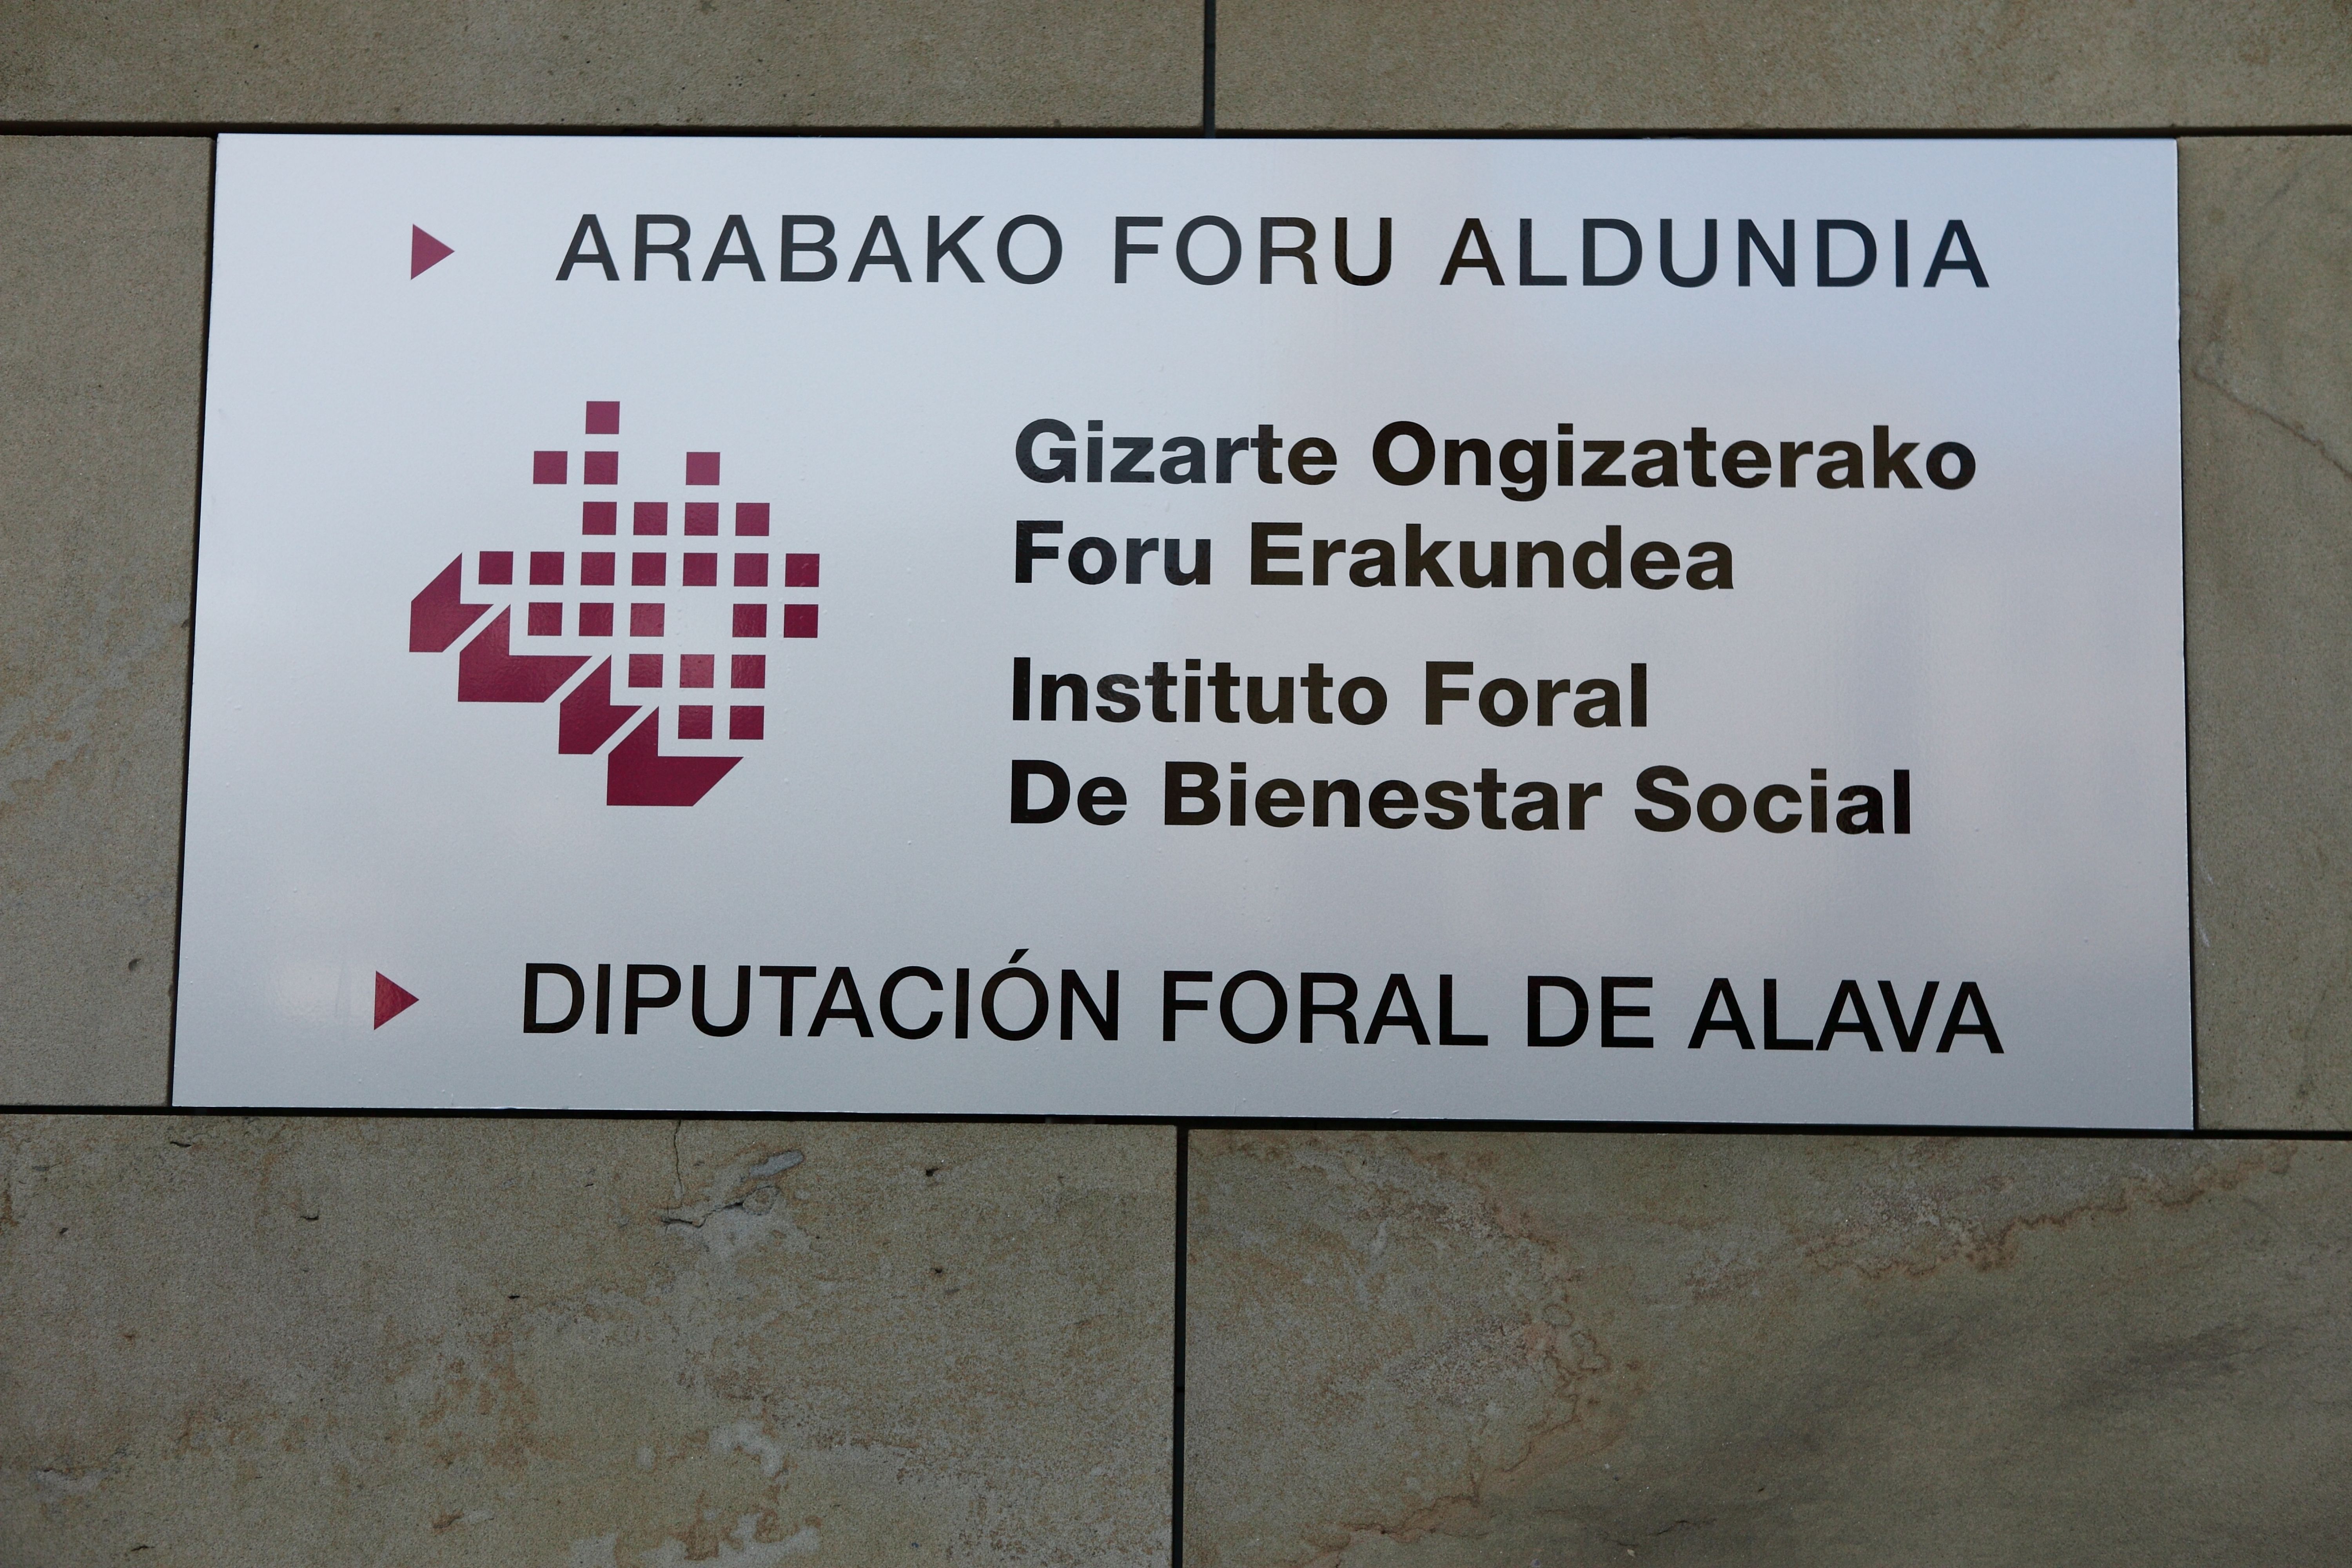 ARABAKO FORU ALDUNDIA
Gizarte Ongizaterako
Foru Erakundea
Instituto Foral
De Bienestar Social
DIPUTACIÓN FORAL DE ALAVA